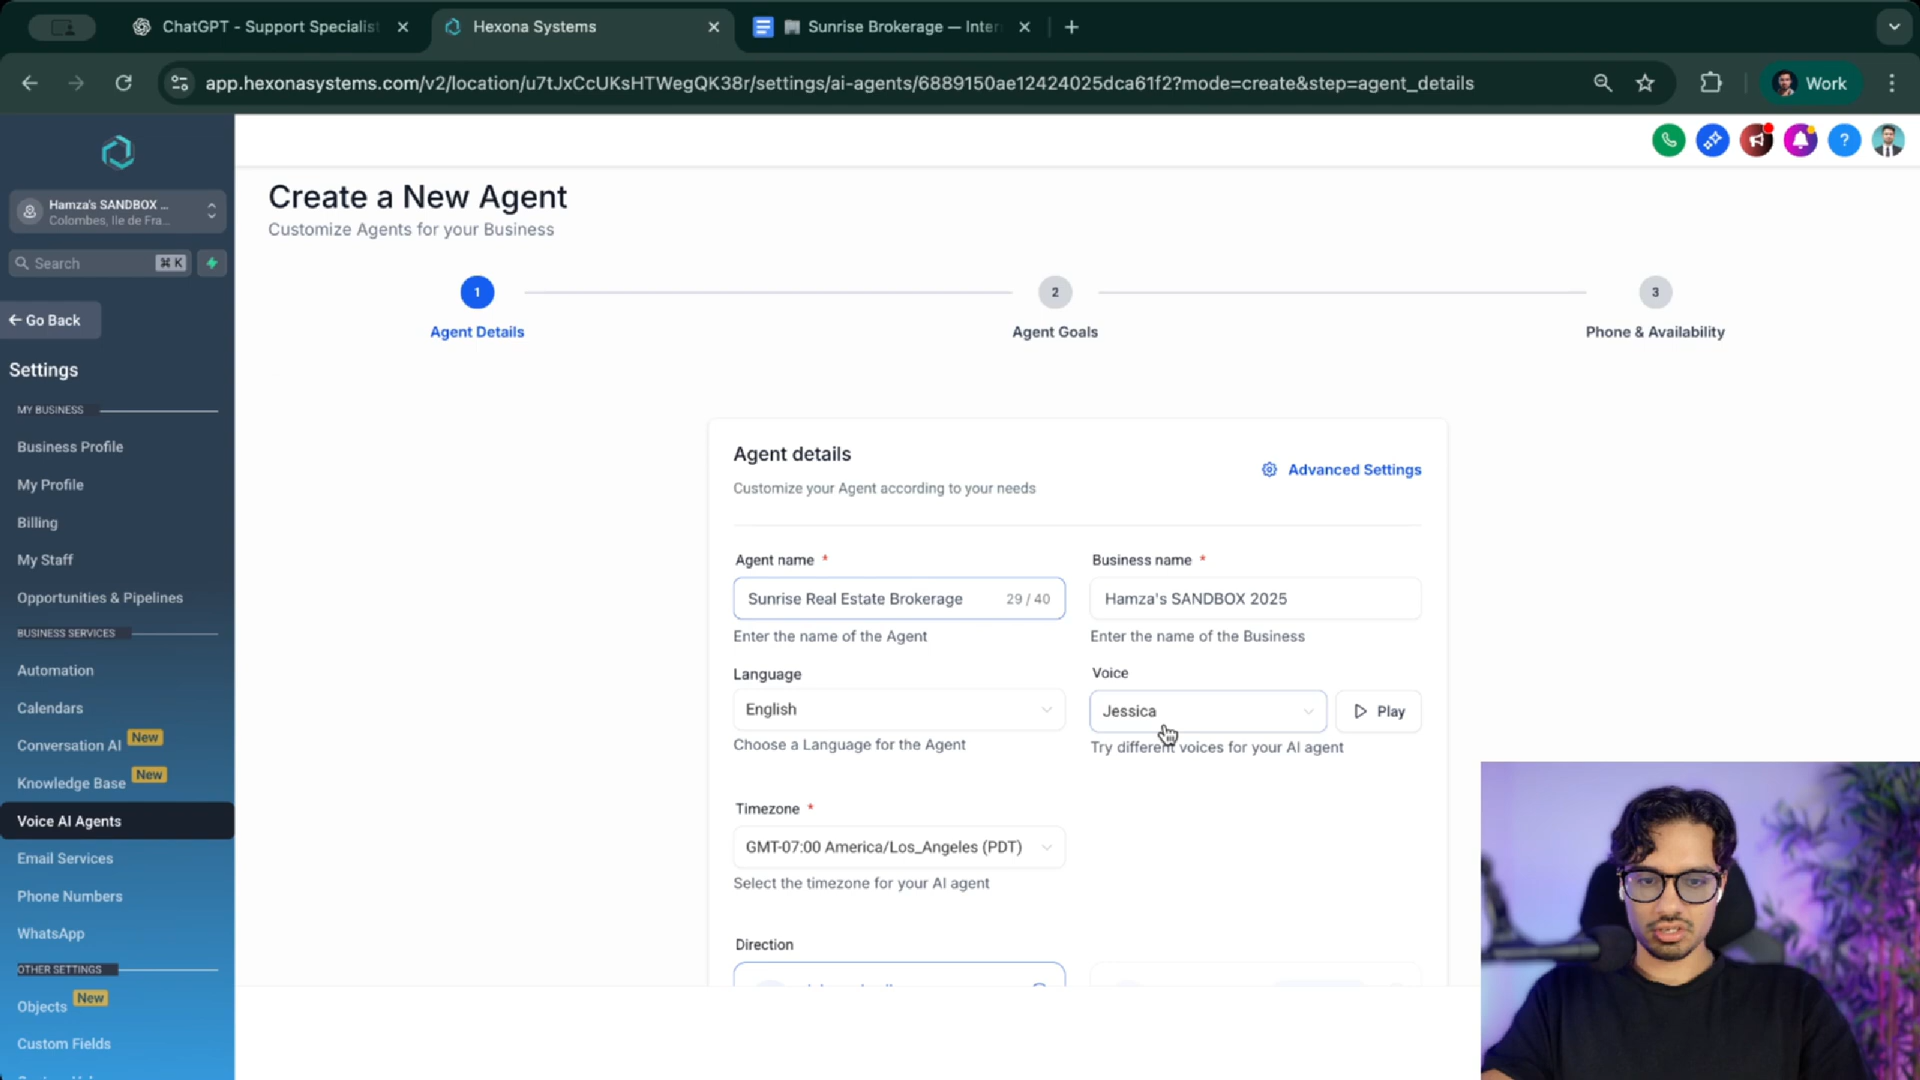 ChatGPT - Support Specialist
Hexona Systems
Sunrise Brokerage — Inter
app.hexonasystems.com/v2/location/u7tJxCcUKsHTWegQK38r/settings/ai-agents/6889150ae12424025dca61f2?mode=create&step=agent_details
Work
Hamza's SANDBOX ...
Colombes, Ile de Fra...
Search ⌘ K
Go Back
Settings
MY BUSINESS
Business Profile
My Profile
Billing
My Staff
Opportunities & Pipelines
BUSINESS SERVICES
Automation
Calendars
Conversation AI New
Knowledge Base New
Voice AI Agents
Email Services
Phone Numbers
WhatsApp
OTHER SETTINGS
Objects New
Custom Fields
Create a New Agent
Customize Agents for your Business
1
2
3
Agent Details
Agent Goals
Phone & Availability
Agent details
Advanced Settings
Customize your Agent according to your needs
Agent name *
Business name *
Sunrise Real Estate Brokerage 29 / 40
Hamza's SANDBOX 2025
Enter the name of the Agent
Enter the name of the Business
Language
Voice
English
Jessica
Play
Choose a Language for the Agent
Try different voices for your AI agent
Timezone *
GMT-07:00 America/Los_Angeles (PDT)
Select the timezone for your AI agent
Direction